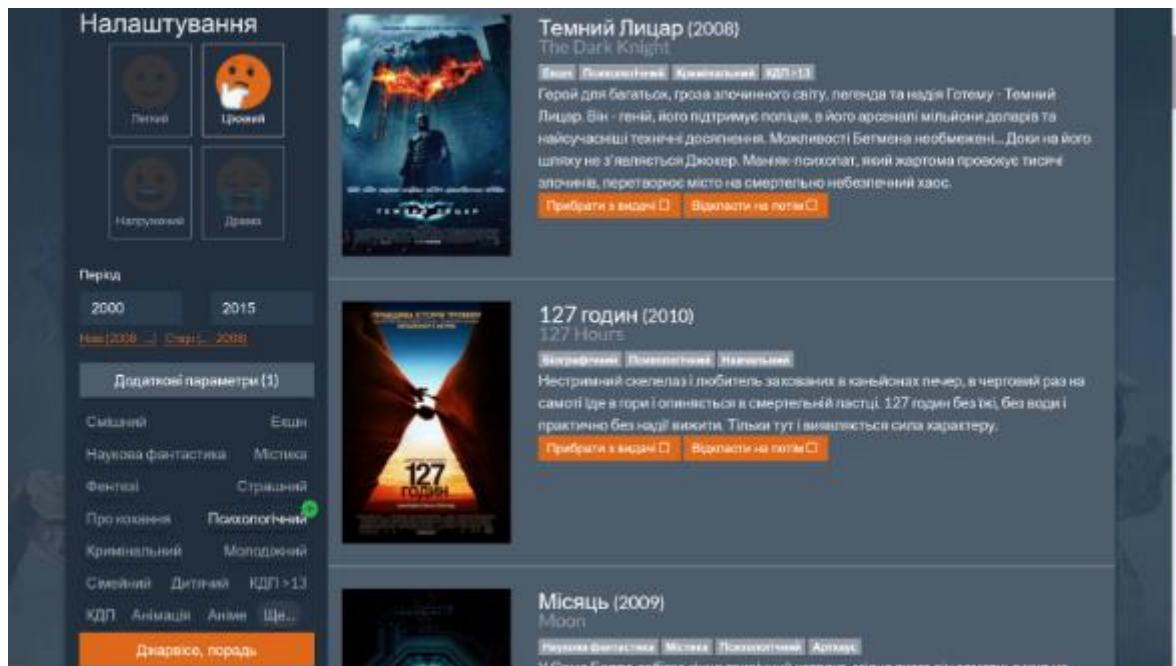 Налаштування
Легкий
Цікавий
Напружений
Драма
Період
2000
2015
Нові (2008 ...) Старі (... 2008)
Додаткові параметри (1)
Смішний Екшн
Наукова фантастика Містика
Фентезі Страшний
Про кохання Психологічний
Кримінальний Молодіжний
Сімейний Дитячий КДП >13
КДП Анімація Аніме Ще...
Джарвісе, порадь
ТЕМНИЙ ЛИЦАР
Темний Лицар (2008)
The Dark Knight
Екшн Психологічний Кримінальний КДП >13
Герой для багатьох, гроза злочинного світу, легенда та надія Готему - Темний
Лицар. Він - геній, його підтримує поліція, в його арсеналі мільйони доларів та
найсучасніші технічні досягнення. Можливості Бетмена необмежені... Доки на його
шляху не з'являється Джокер. Маніяк-психопат, який жартома провокує тисячі
злочинів, перетворює місто на смертельно небезпечний хаос.
Прибрати з видачі Відкласти на потім
127
ГОДИН
127 годин (2010)
127 Hours
Біографічний Психологічний Навчальний
Нестримний скелелаз і любитель захованих в каньйонах печер, в черговий раз на
самоті іде в гори і опиняється в смертельній пастці. 127 годин без їжі, без води і
практично без надії вижити. Тільки тут і виявляється сила характеру.
Прибрати з видачі Відкласти на потім
Місяць (2009)
Moon
Наукова фантастика Містика Психологічний Артхаус